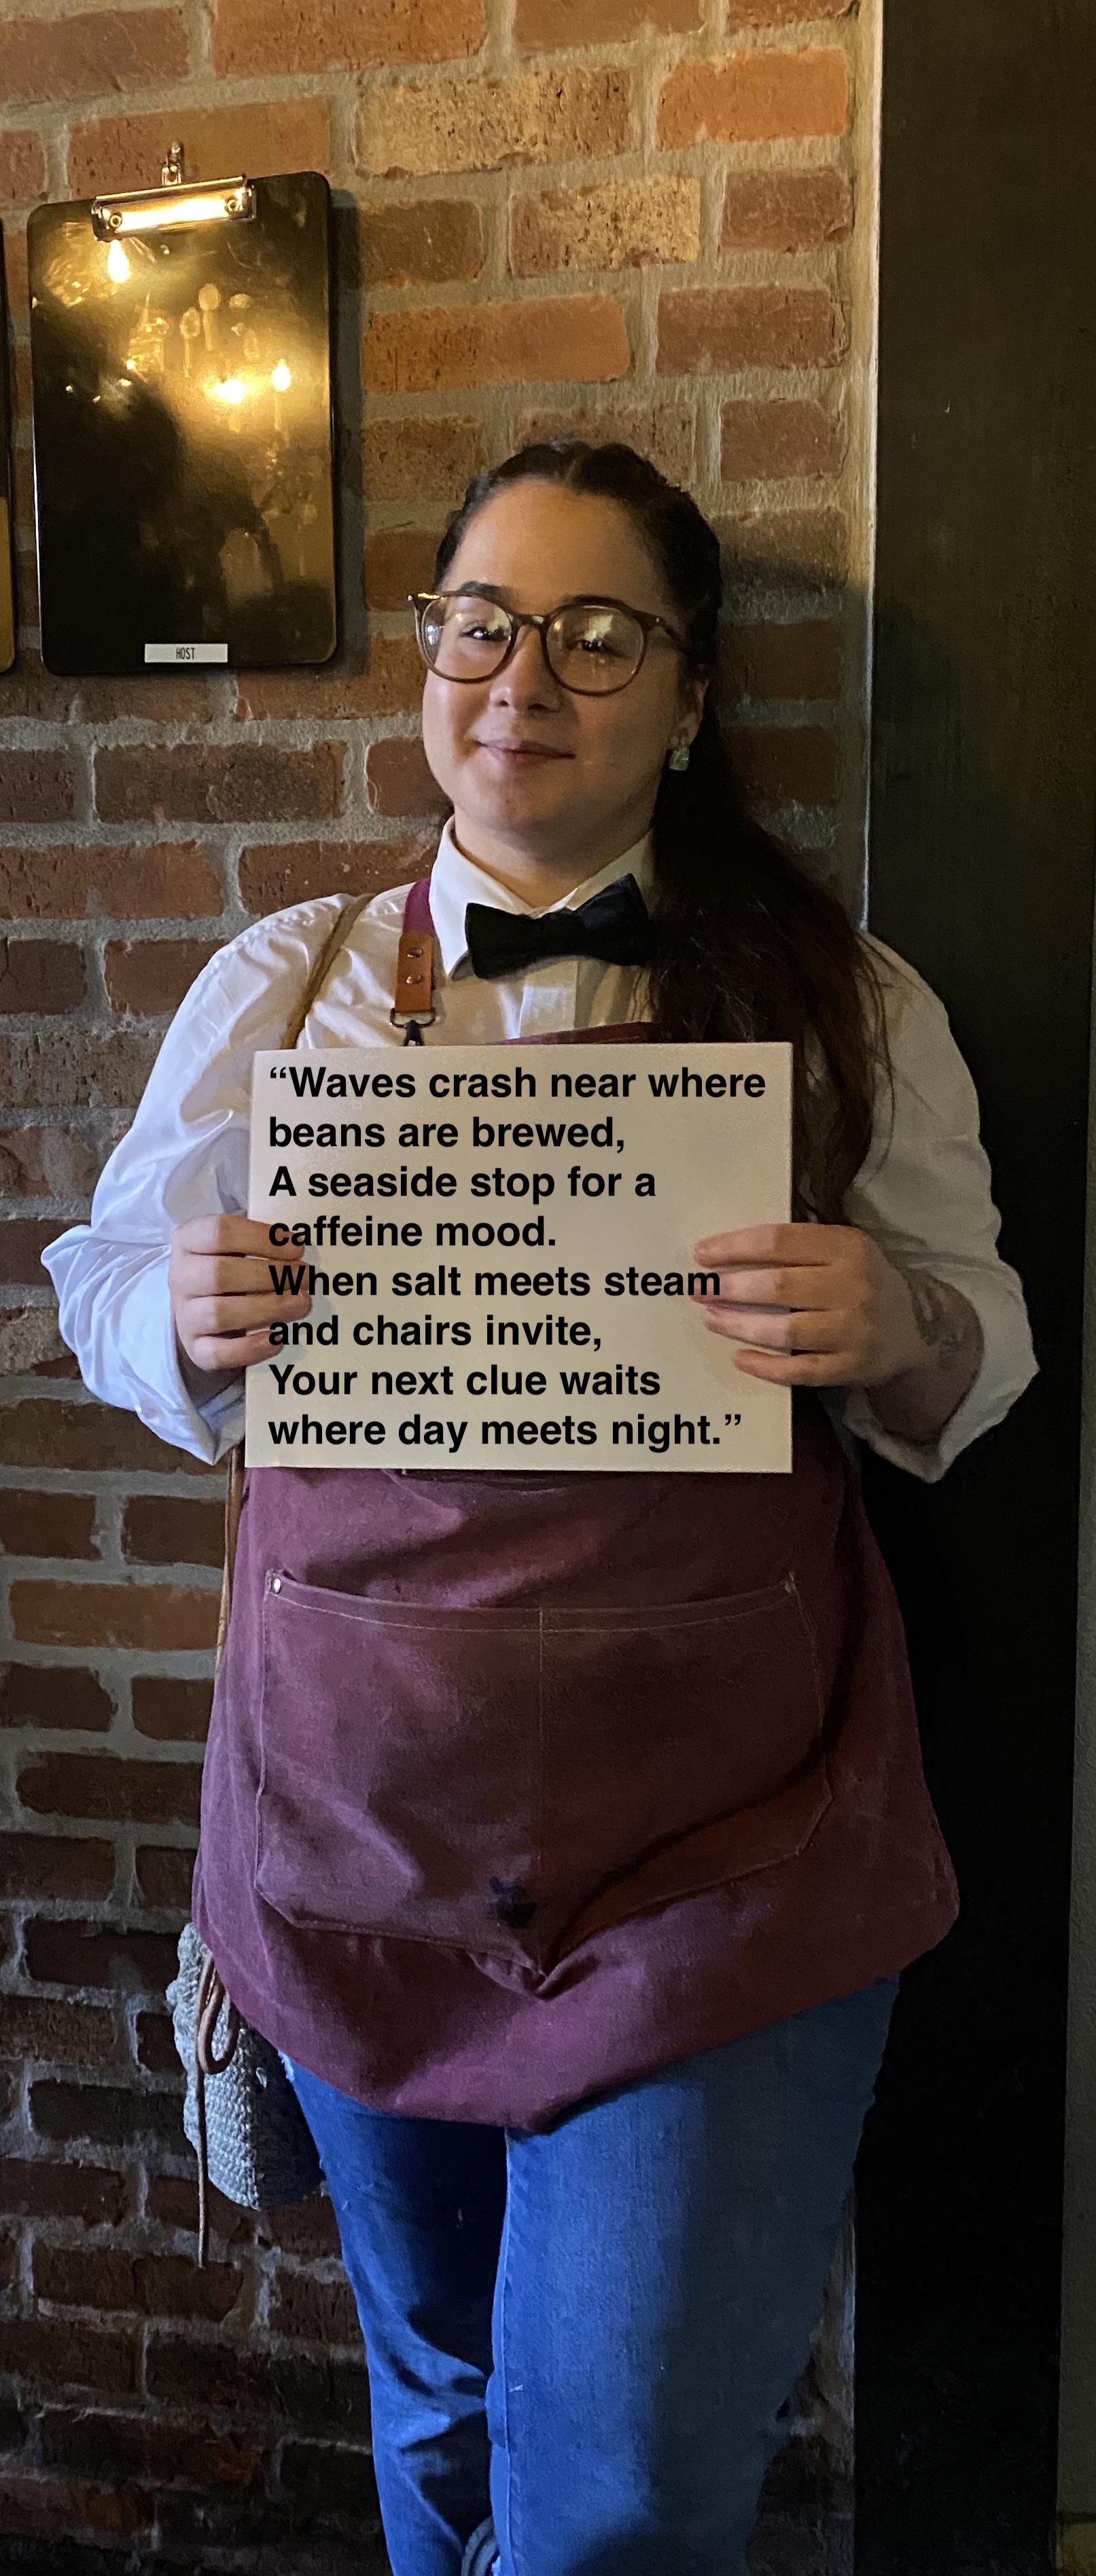 HOST
“Waves crash near where
beans are brewed,
A seaside stop for a
caffeine mood.
When salt meets steam
and chairs invite,
Your next clue waits
where day meets night.”